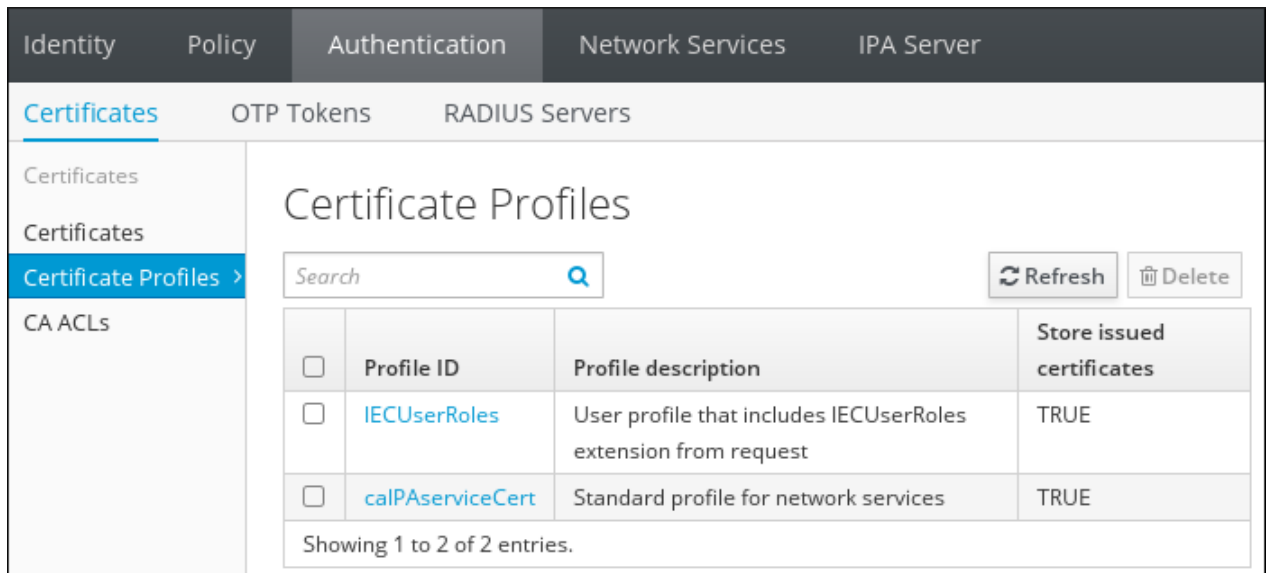 Identity Policy Authentication Network Services IPA Server
Certificates OTP Tokens RADIUS Servers
Certificates
Certificate Profiles
Certificates
Search Refresh Delete
Certificate Profiles >
CA ACLs
Store issued
Profile ID Profile description certificates
IECUserRoles User profile that includes IECUserRoles TRUE
extension from request
caIPAserviceCert Standard profile for network services TRUE
Showing 1 to 2 of 2 entries.